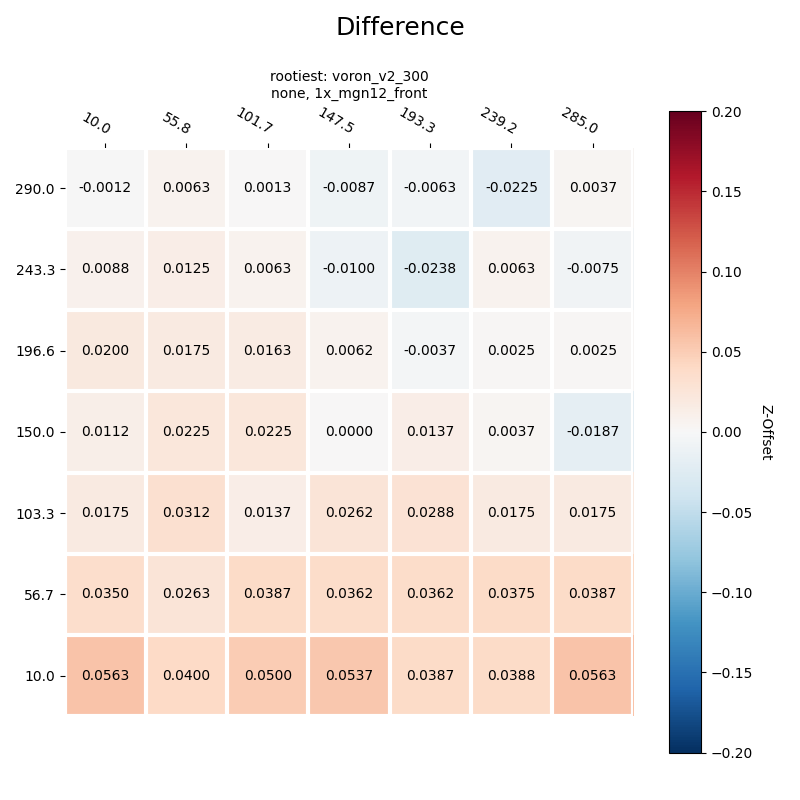 Difference
rootiest: voron_v2_300
none, 1x_mgn12_front
10.0 55.8 101.7 147.5 193.3 239.2 285.0
290.0 -0.0012 0.0063 0.0013 -0.0087 -0.0063 -0.0225 0.0037
243.3 0.0088 0.0125 0.0063 -0.0100 -0.0238 0.0063 -0.0075
196.6 0.0200 0.0175 0.0163 0.0062 -0.0037 0.0025 0.0025
150.0 0.0112 0.0225 0.0225 0.0000 0.0137 0.0037 -0.0187
103.3 0.0175 0.0312 0.0137 0.0262 0.0288 0.0175 0.0175
56.7 0.0350 0.0263 0.0387 0.0362 0.0362 0.0375 0.0387
10.0 0.0563 0.0400 0.0500 0.0537 0.0387 0.0388 0.0563
0.20
0.15
0.10
0.05
0.00
−0.05
−0.10
−0.15
−0.20
Z-Offset